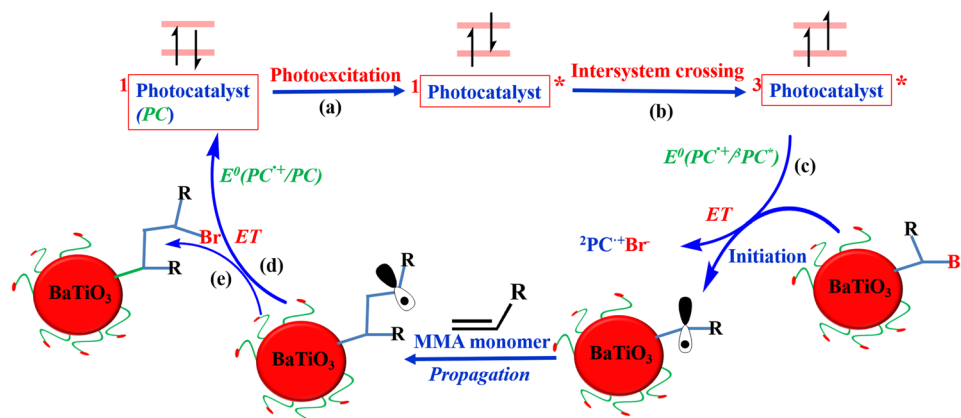 1 Photocatalyst
(PC)
Photoexcitation
(a)
1 Photocatalyst *
Intersystem crossing
(b)
3 Photocatalyst *
E⁰(PC·⁺/PC)
E⁰(PC·⁺/³PC*)
(c)
ET
²PC·⁺Br⁻
Initiation
R
Br
R
ET
(d)
(e)
BaTiO₃
R
R
BaTiO₃
R
MMA monomer
Propagation
R
BaTiO₃
R
B
BaTiO₃